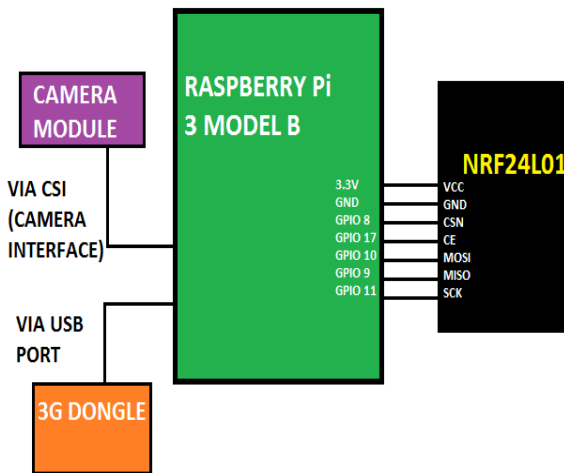 CAMERA
MODULE
VIA CSI
(CAMERA
INTERFACE)
VIA USB
PORT
3G DONGLE
RASPBERRY Pi
3 MODEL B
3.3V
GND
GPIO 8
GPIO 17
GPIO 10
GPIO 9
GPIO 11
NRF24L01
VCC
GND
CSN
CE
MOSI
MISO
SCK